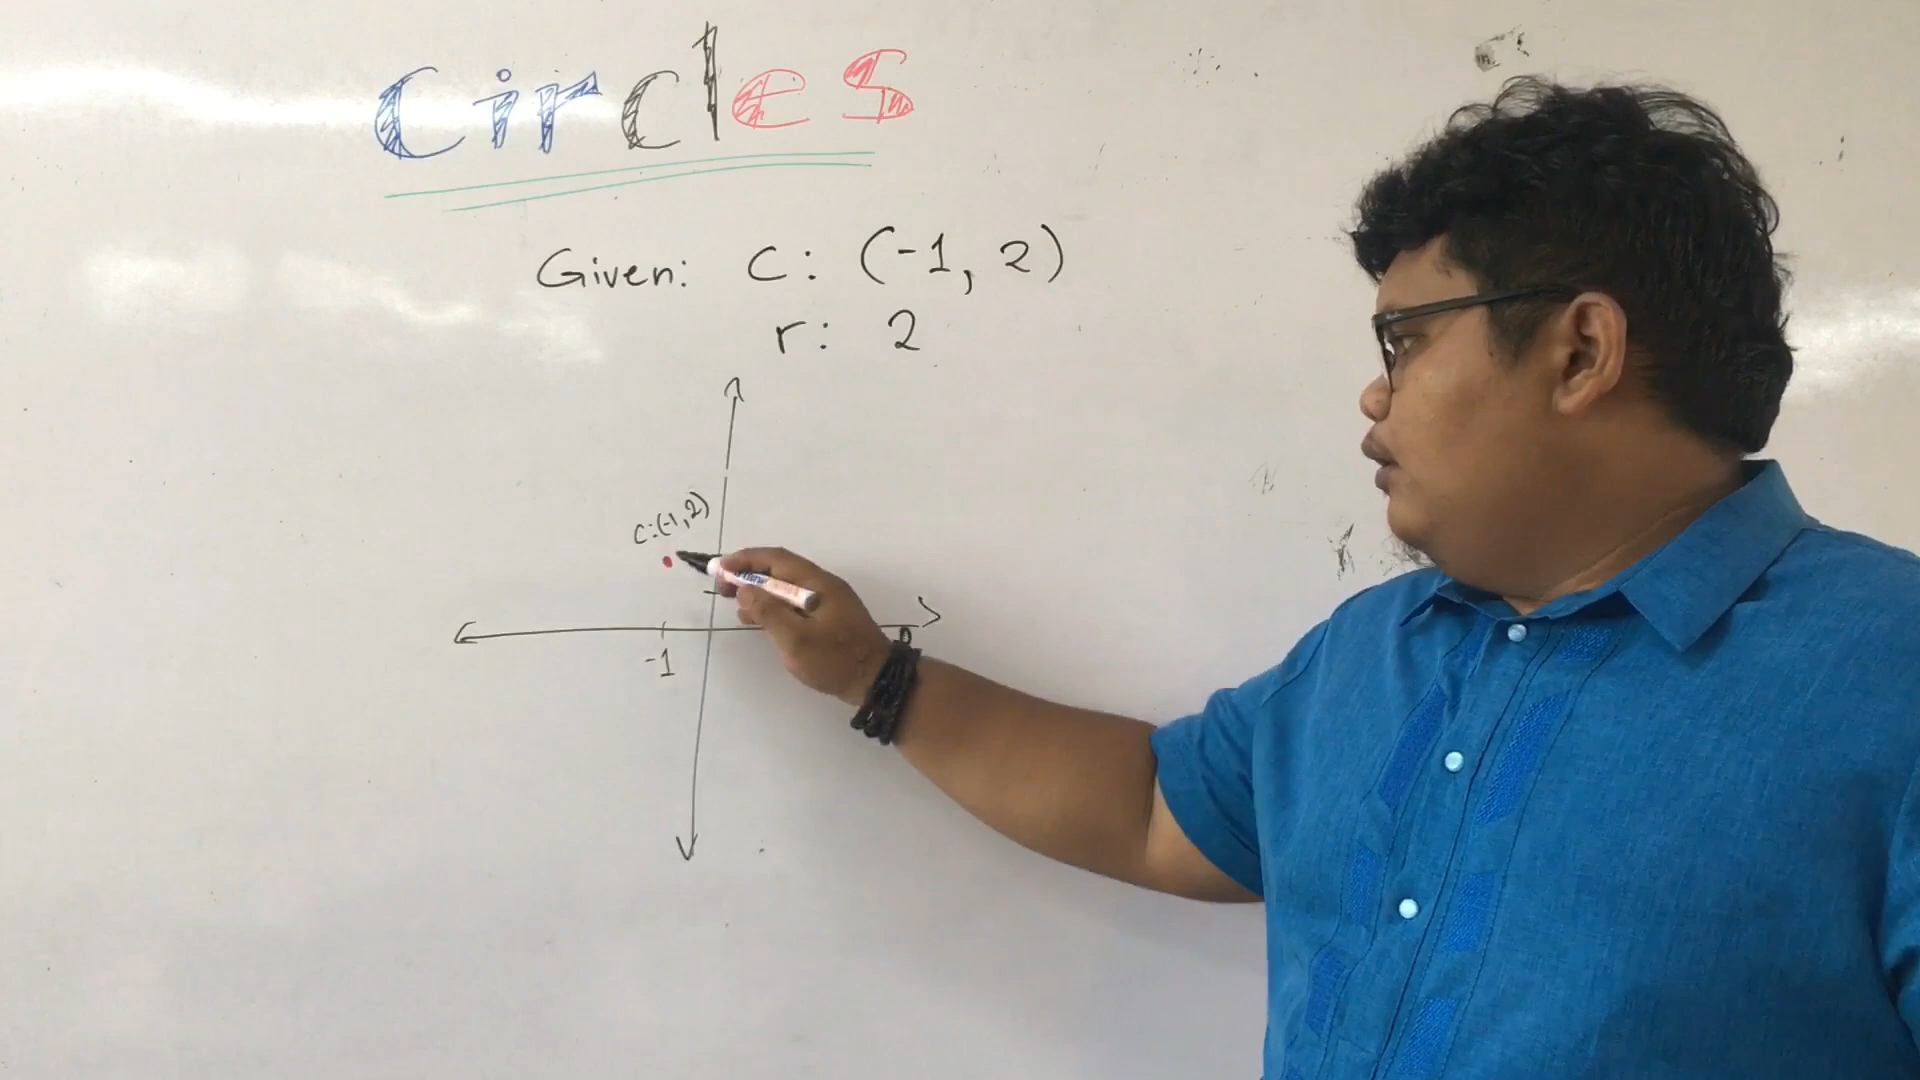 Circles
Given: C: (-1, 2)
r: 2
C:(-1,2)
-1